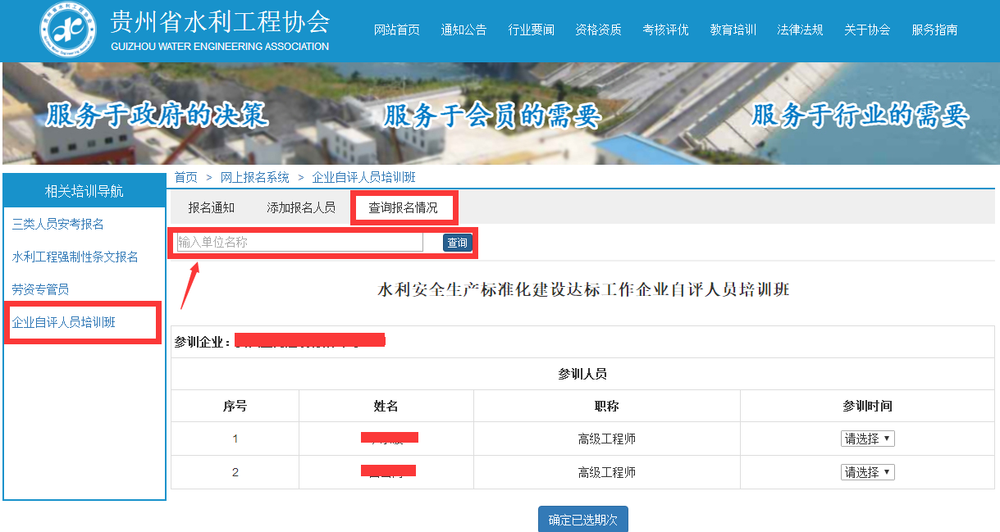 贵州省水利工程协会
GUIZHOU WATER ENGINEERING ASSOCIATION
网站首页 通知公告 行业要闻 资格资质 考核评优 教育培训 法律法规 关于协会 服务指南
服务于政府的决策 服务于会员的需要 服务于行业的需要
相关培训导航
三类人员安考报名
水利工程强制性条文报名
劳资专管员
企业自评人员培训班
首页 > 网上报名系统 > 企业自评人员培训班
报名通知 添加报名人员 查询报名情况
输入单位名称 查询
水利安全生产标准化建设达标工作企业自评人员培训班
参训企业：
参训人员
序号 姓名 职称 参训时间
1 高级工程师 请选择
2 高级工程师 请选择
确定已选期次